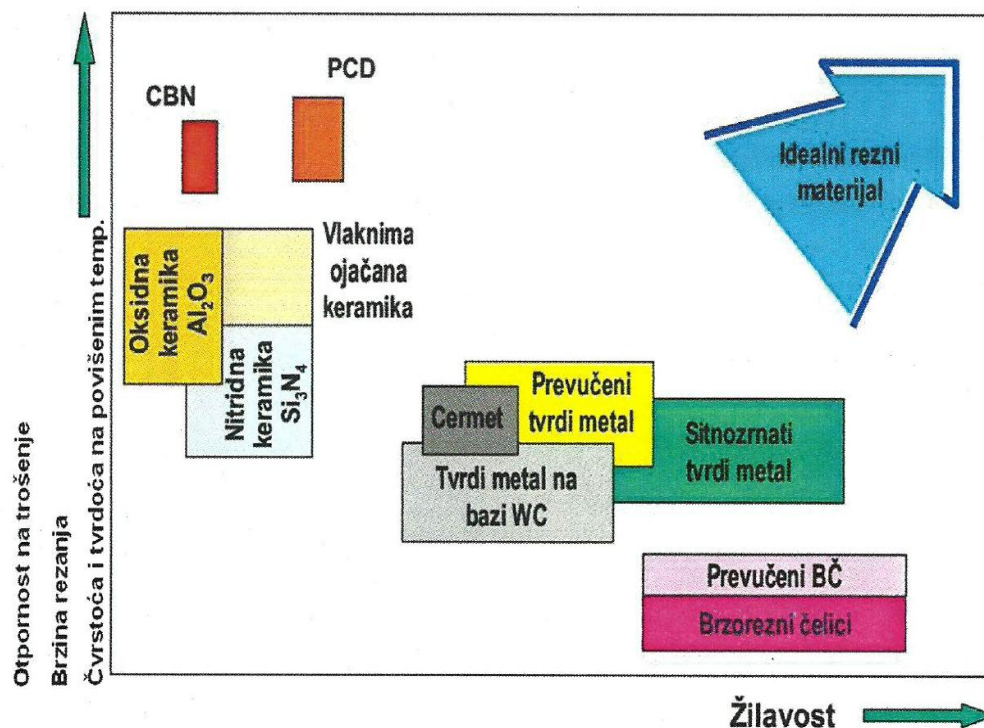 CBN
PCD
Idealni rezni
materijal
Oksidna
keramika
Al₂O₃
Vlaknima
ojačana
keramika
Nitridna
keramika
Si₃N₄
Cermet
Prevučeni
tvrdi metal
Sitnozrnati
tvrdi metal
Tvrdi metal na
bazi WC
Prevučeni BČ
Brzorezni čelici
Otpornost na trošenje
Brzina rezanja
Čvrstoća i tvrdoća na povišenim temp.
Žilavost